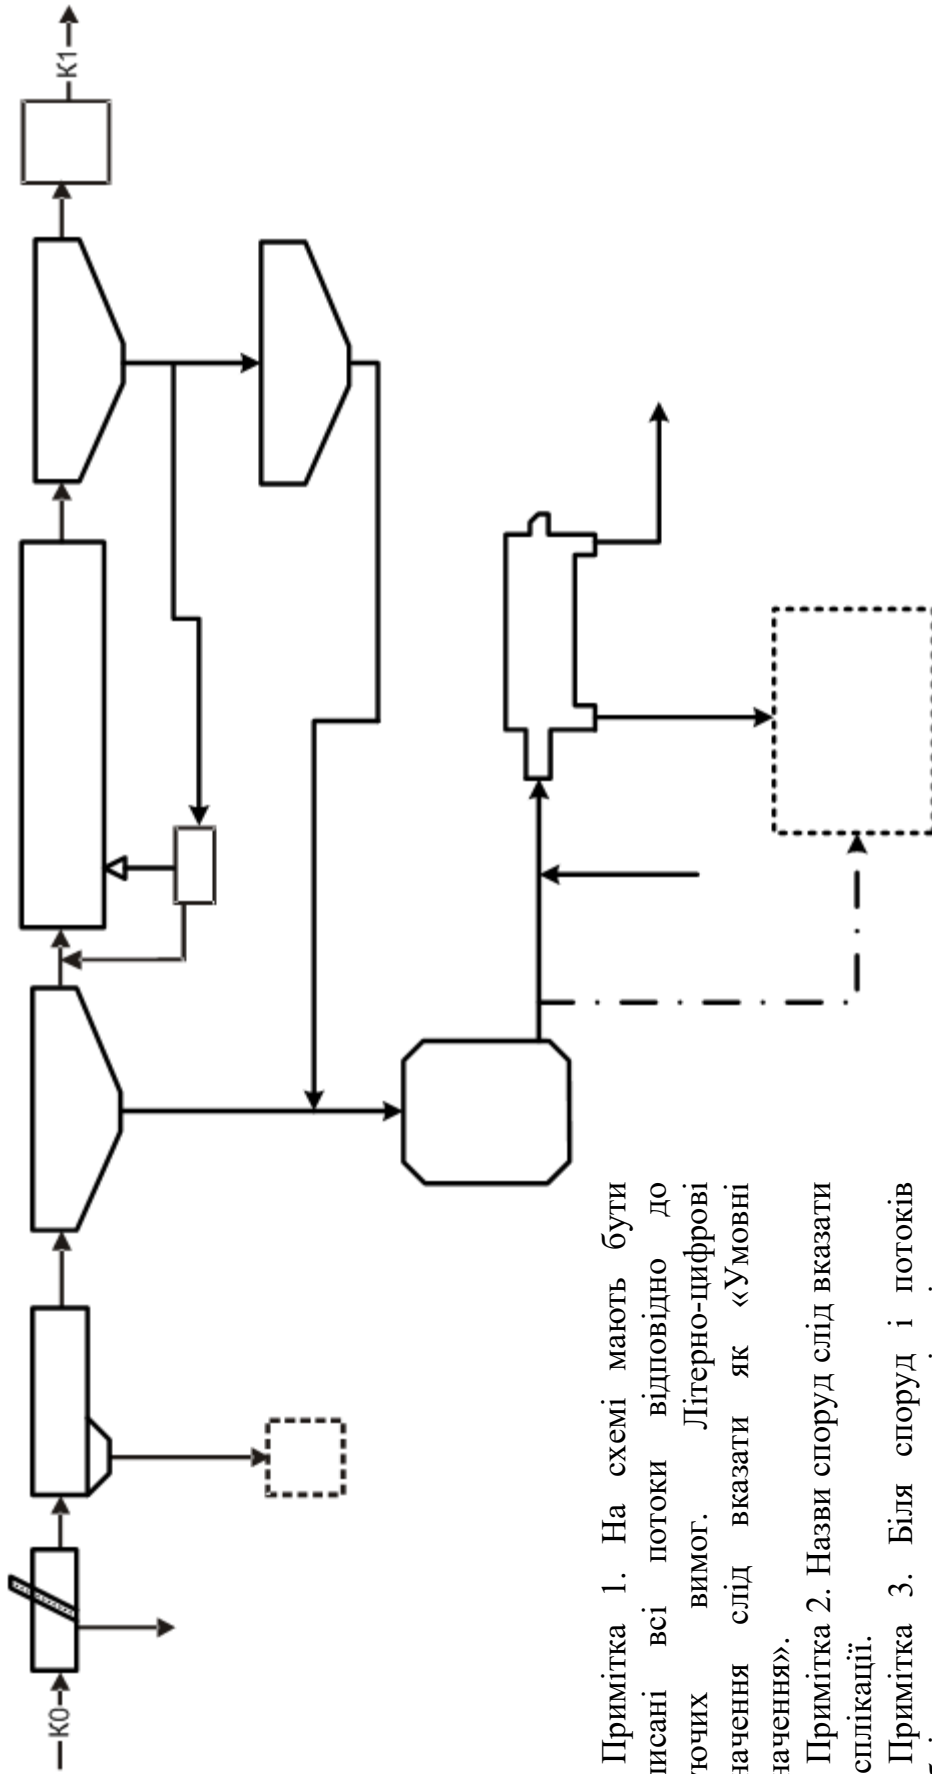 К0
К1
Примітка 1. На схемі мають бути
писані всі потоки відповідно до
ючих вимог. Літерно-цифрові
начення слід вказати як «Умовні
начення».
Примітка 2. Назви споруд слід вказати
сплікації.
Примітка 3. Біля споруд і потоків